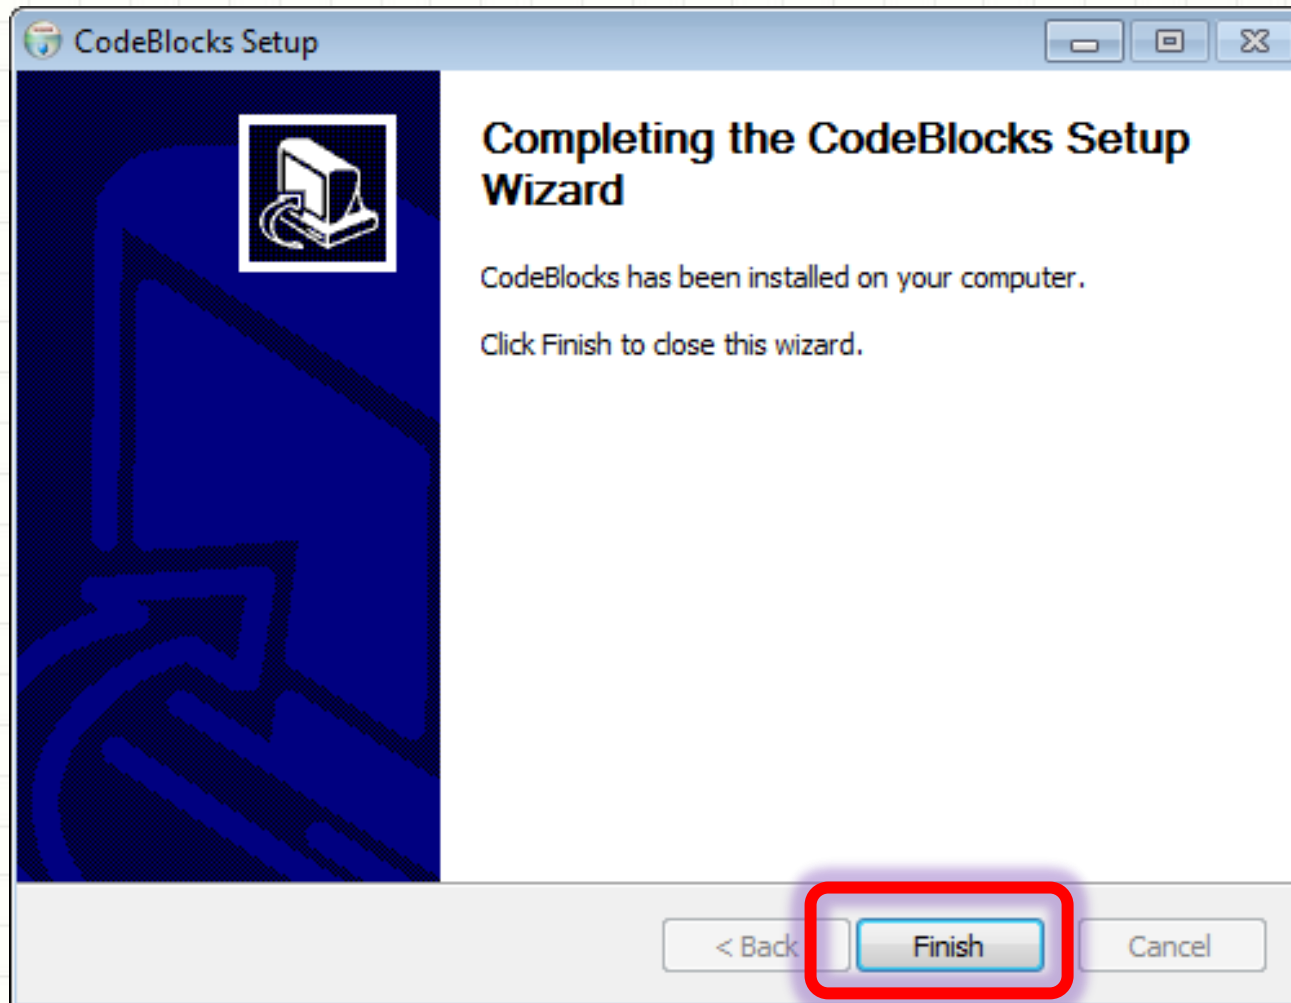 CodeBlocks Setup
Completing the CodeBlocks Setup
Wizard
CodeBlocks has been installed on your computer.
Click Finish to close this wizard.
< Back
Finish
Cancel